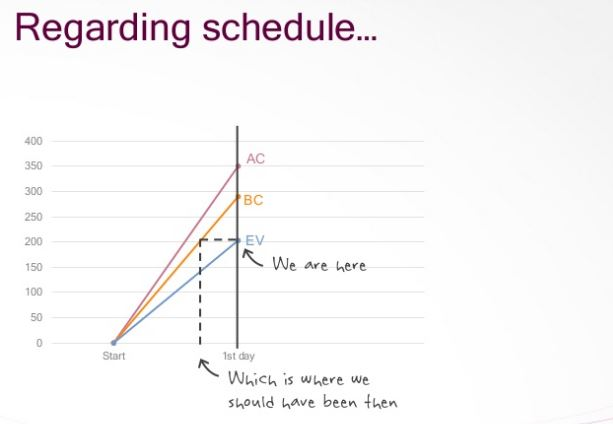 Regarding schedule...
400
350
300
250
200
150
100
50
0
AC
BC
EV
We are here
Start
1st day
Which is where we
should have been then